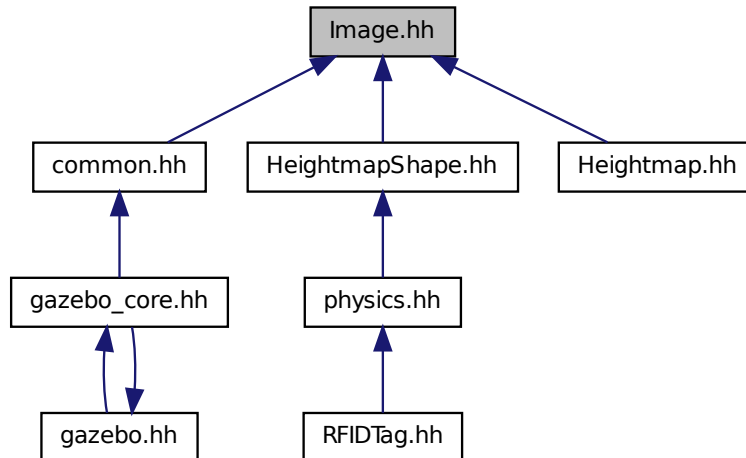 Image.hh
common.hh
HeightmapShape.hh
Heightmap.hh
gazebo_core.hh
physics.hh
gazebo.hh
RFIDTag.hh